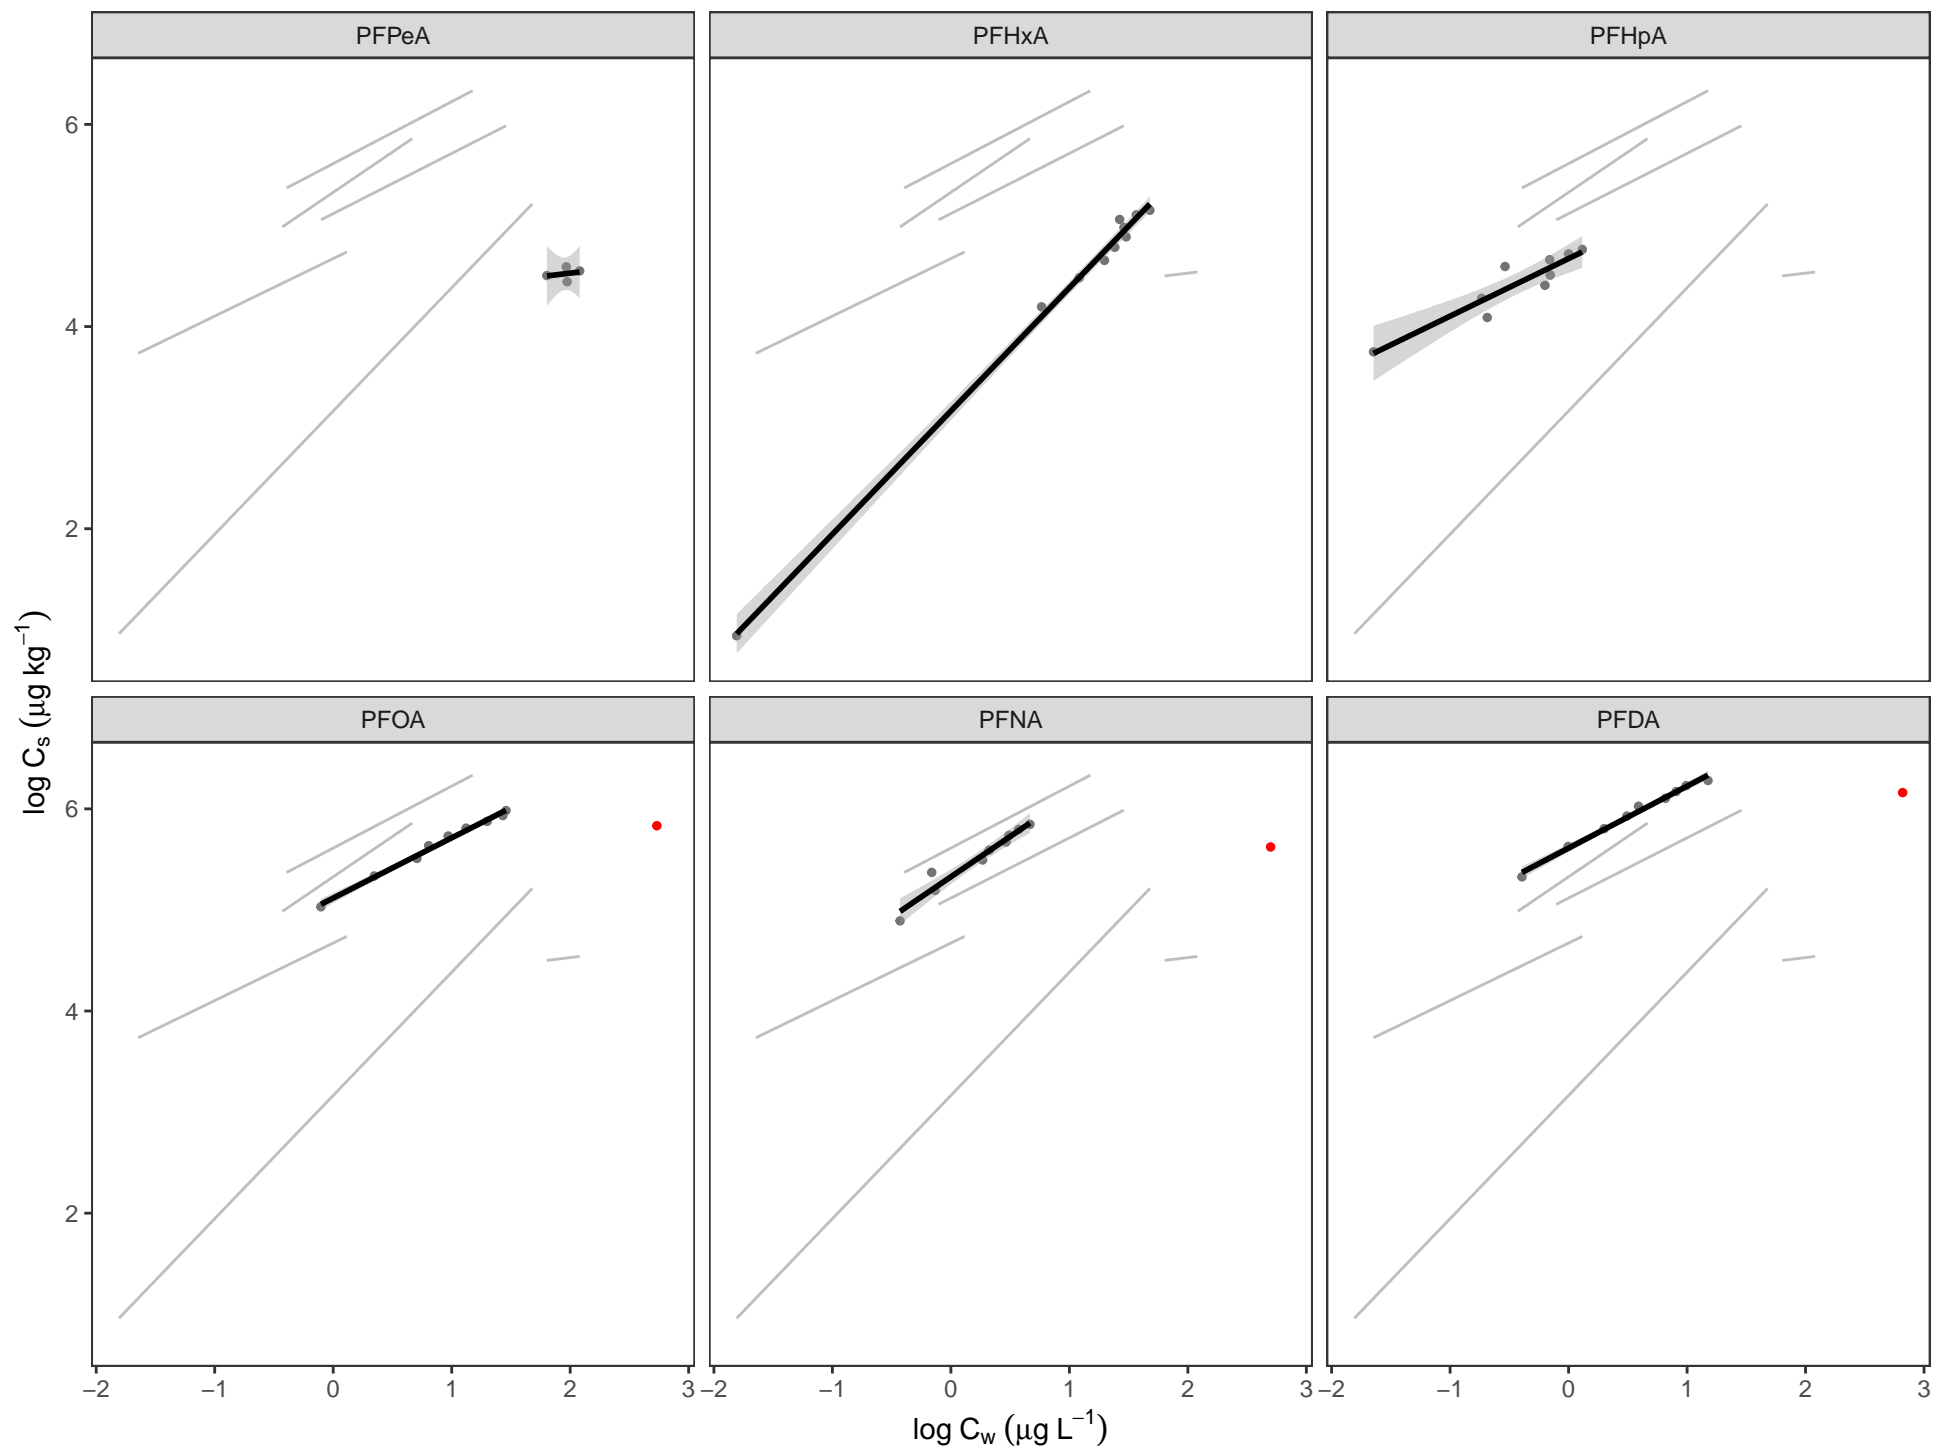 PFPeA PFHxA PFHpA
6
4
2
PFOA PFNA PFDA
6
4
2
log Cₛ (μg kg⁻¹)
−2 −1 0 1 2 3 −2 −1 0 1 2 3 −2 −1 0 1 2 3
log C_w (μg L⁻¹)